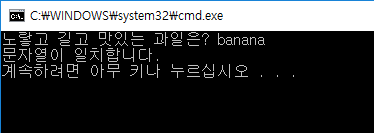 C:\WINDOWS\system32\cmd.exe
노랗고 길고 맛있는 과일은? banana
문자열이 일치합니다.
계속하려면 아무 키나 누르십시오 . . .